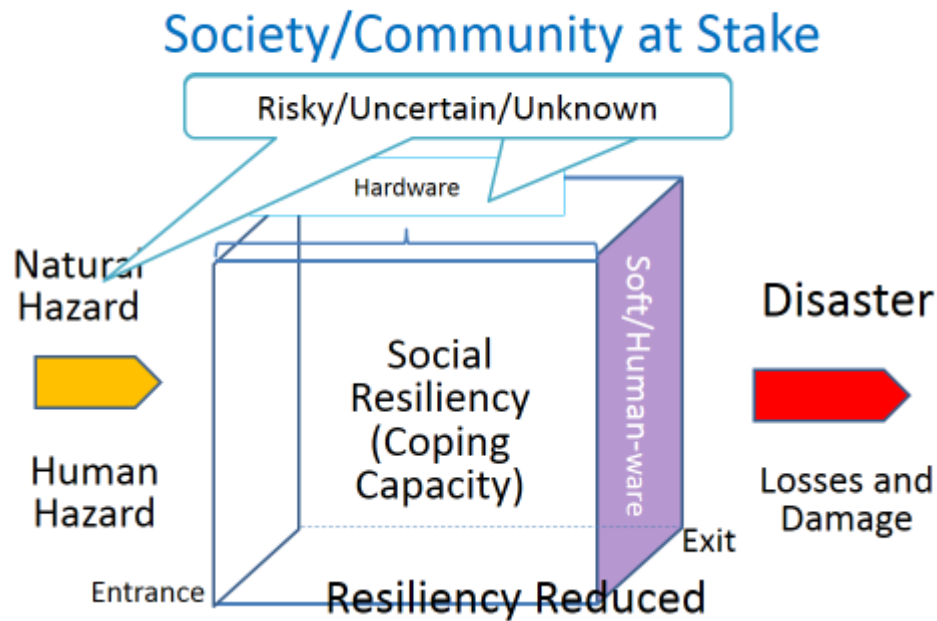 Society/Community at Stake
Risky/Uncertain/Unknown
Hardware
Natural
Hazard
Human
Hazard
Social
Resiliency
(Coping
Capacity)
Soft/Human-ware
Disaster
Losses and
Damage
Exit
Entrance
Resiliency Reduced